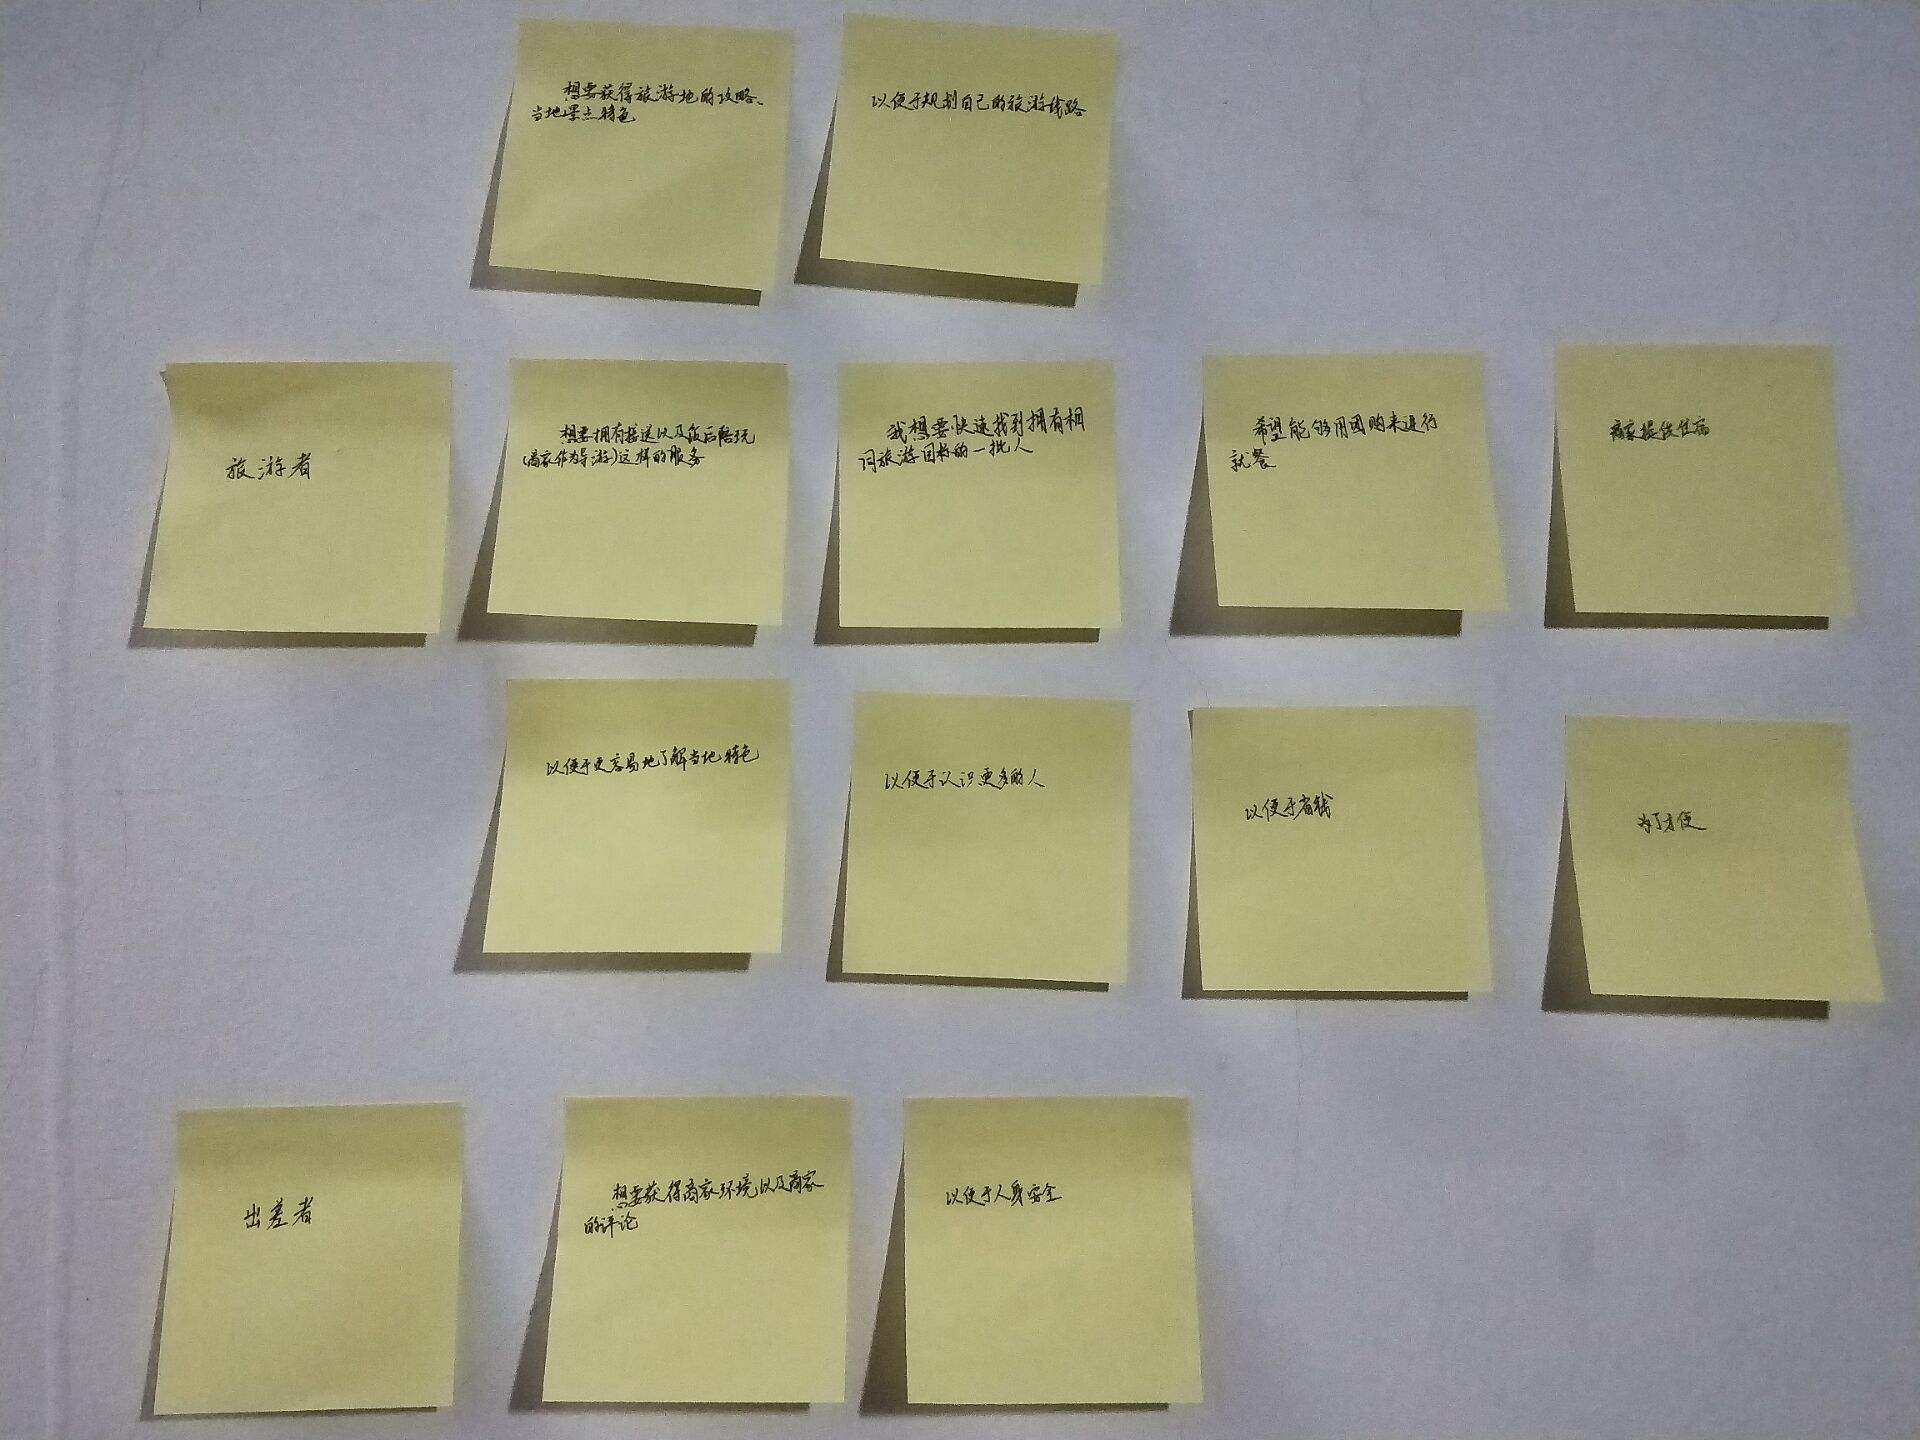 想要获得旅游地的攻略、
当地景点特色
以便于规划自己的旅游线路
旅游者
想要拥有接送以及饭后陪玩
(商家作为导游)这样的服务
我想要快速找到拥有相
同旅游目标的一批人
希望能够用团购来进行
就餐
商家提供住宿
以便于更容易地了解当地特色
以便于认识更多的人
以便于省钱
为了方便
出差者
想要获得商家环境以及商家
的评论
以便于人身安全